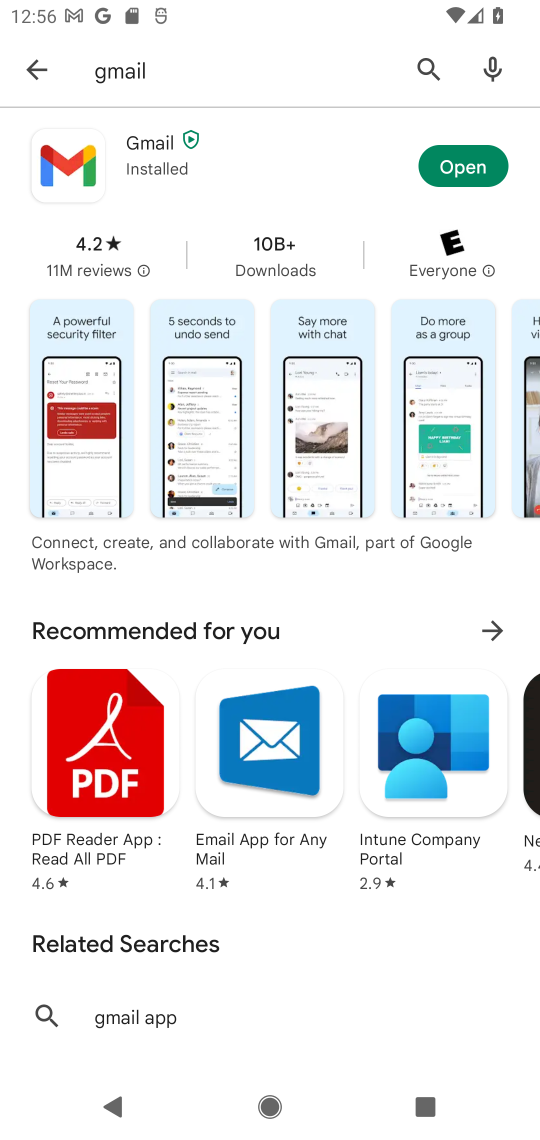 12:56
gmail
Gmail
Installed
Open
4.2★
11M reviews
10B+
Downloads
E
Everyone
A powerful
security filter
5 seconds to
undo send
Say more
with chat
Do more
as a group
Connect, create, and collaborate with Gmail, part of Google
Workspace.
Recommended for you
PDF
PDF Reader App :
Read All PDF
4.6★
Email App for Any
Mail
4.1★
Intune Company
Portal
2.9★
Ne
4.
Related Searches
gmail app